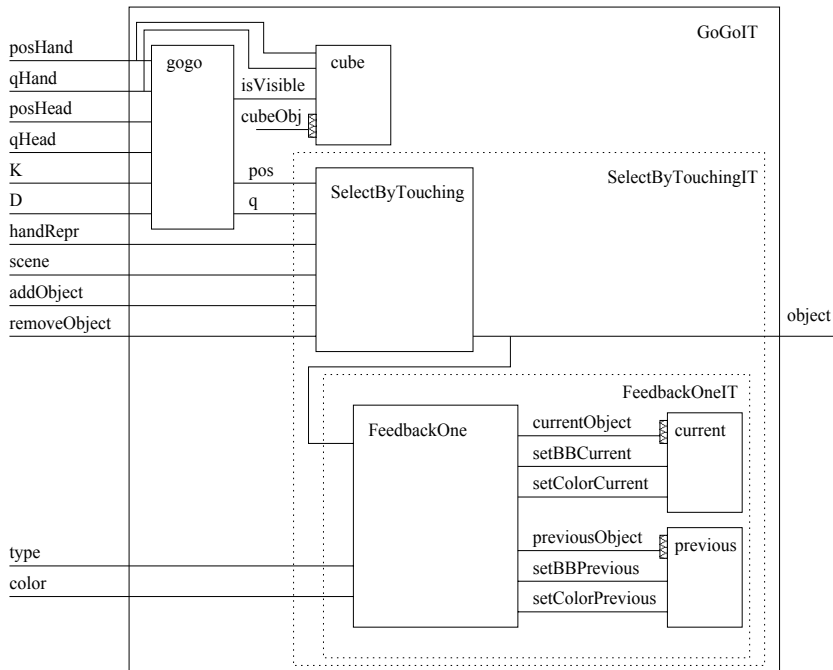 GoGoIT
posHand
gogo
cube
qHand
isVisible
posHead
cubeObj
qHead
K
pos
SelectByTouchingIT
SelectByTouching
D
q
handRepr
scene
addObject
removeObject
object
FeedbackOneIT
FeedbackOne
currentObject
current
setBBCurrent
setColorCurrent
type
previousObject
previous
color
setBBPrevious
setColorPrevious